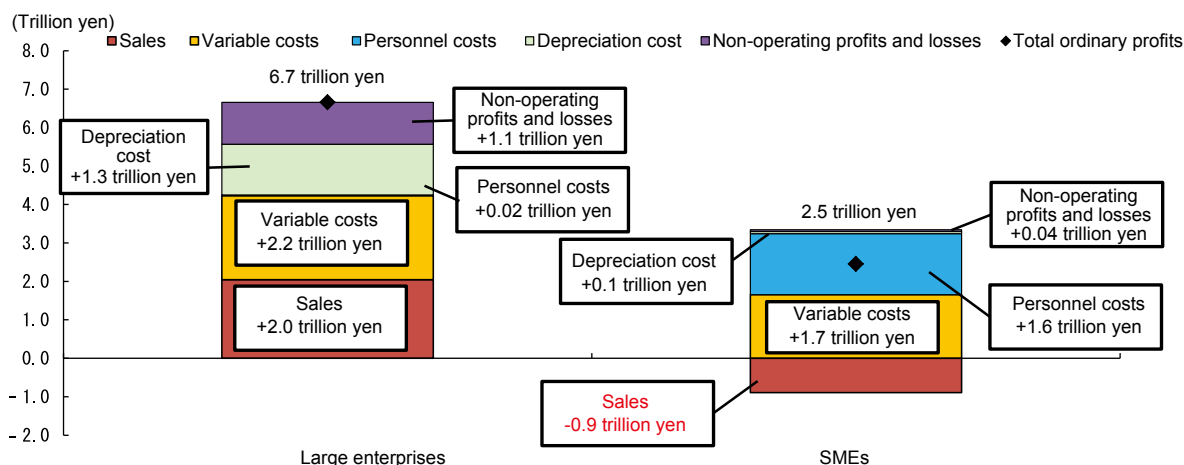 (Trillion yen)
Sales Variable costs Personnel costs Depreciation cost Non-operating profits and losses Total ordinary profits
8.0
7.0
6.0
5.0
4.0
3.0
2.0
1.0
0.0
-1.0
-2.0
6.7 trillion yen
Non-operating
profits and losses
+1.1 trillion yen
Depreciation
cost
+1.3 trillion yen
Personnel costs
+0.02 trillion yen
Variable costs
+2.2 trillion yen
Sales
+2.0 trillion yen
2.5 trillion yen
Non-operating
profits and losses
+0.04 trillion yen
Depreciation cost
+0.1 trillion yen
Personnel costs
+1.6 trillion yen
Variable costs
+1.7 trillion yen
Sales
-0.9 trillion yen
Large enterprises
SMEs